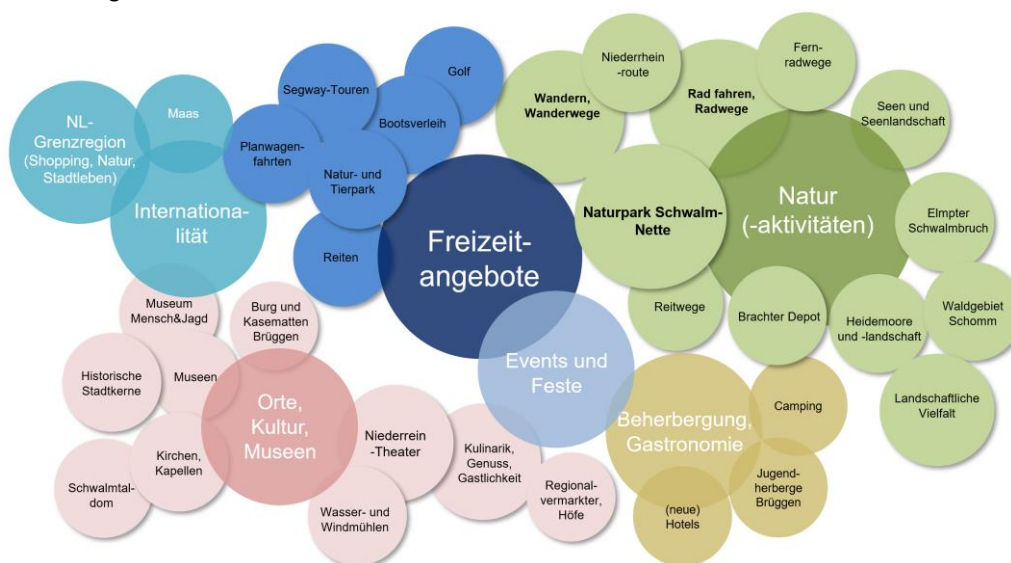 NL-
Grenzregion
(Shopping, Natur,
Stadtleben)
Maas
Internationa-
lität
Segway-Touren
Golf
Bootsverleih
Planwagen-
fahrten
Natur- und
Tierpark
Reiten
Freizeit-
angebote
Events und
Feste
Wandern,
Wanderwege
Niederrhein
-route
Rad fahren,
Radwege
Fern-
radwege
Seen und
Seenlandschaft
Naturpark Schwalm-
Nette
Natur
(-aktivitäten)
Elmpter
Schwalmbruch
Reitwege
Brachter Depot
Heidemoore
und -landschaft
Waldgebiet
Schomm
Landschaftliche
Vielfalt
Museum
Mensch&Jagd
Burg und
Kasematten
Brüggen
Historische
Stadtkerne
Museen
Orte,
Kultur,
Museen
Kirchen,
Kapellen
Schwalmtal-
dom
Niederrein
-Theater
Wasser- und
Windmühlen
Kulinarik,
Genuss,
Gastlichkeit
Regional-
vermarkter,
Höfe
Beherbergung,
Gastronomie
Camping
Jugend-
herberge
Brüggen
(neue)
Hotels